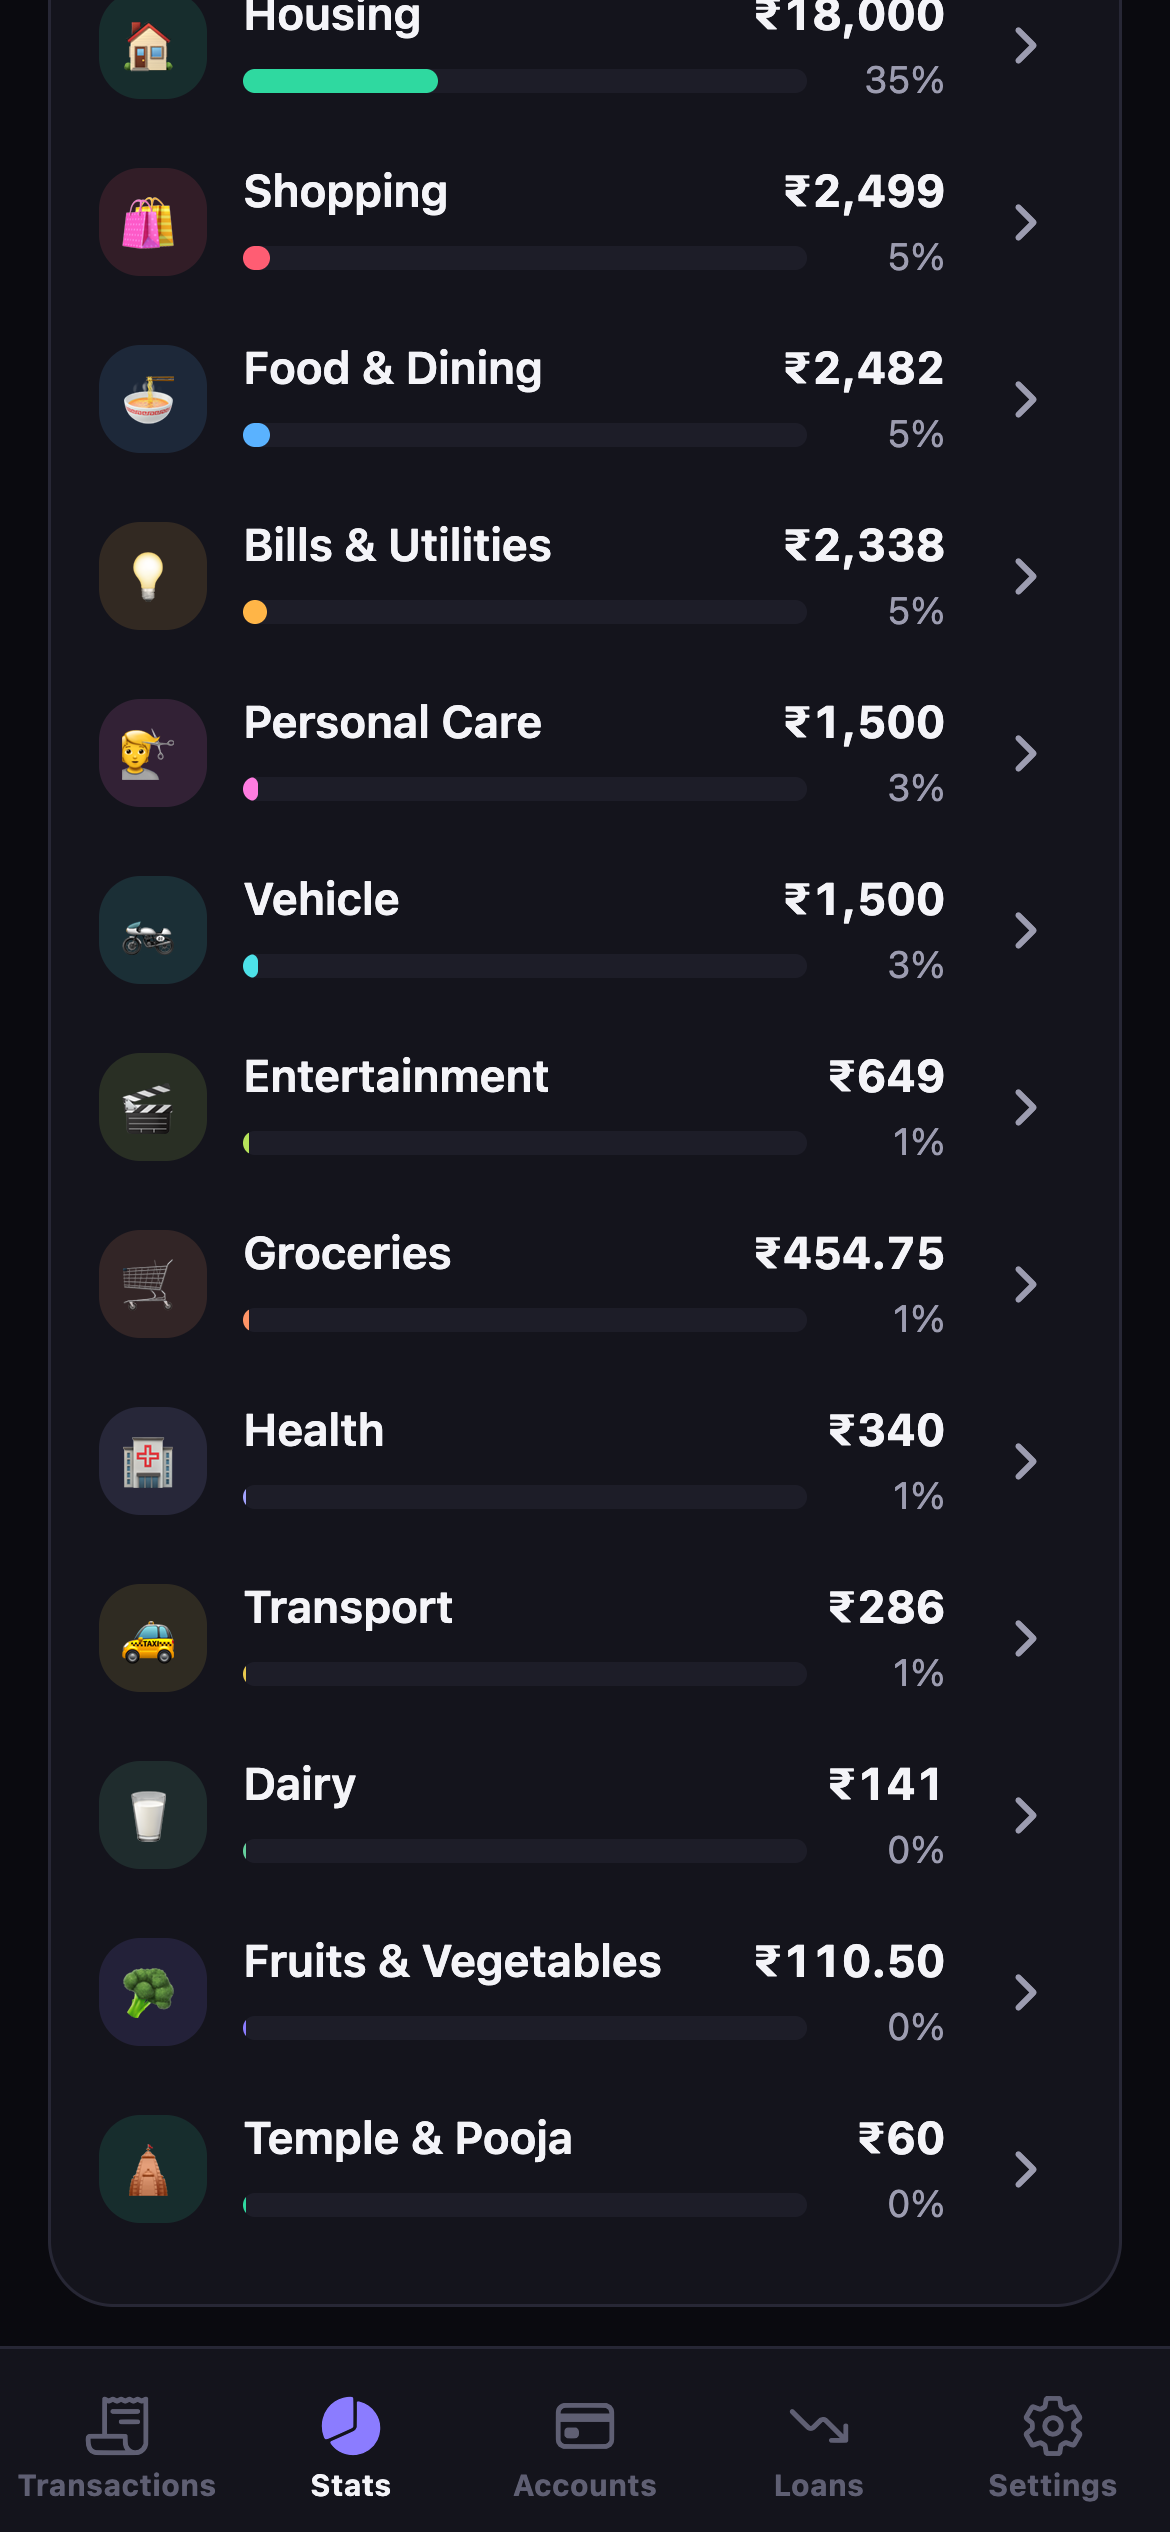 Housing ₹18,000
35%
Shopping ₹2,499
5%
Food & Dining ₹2,482
5%
Bills & Utilities ₹2,338
5%
Personal Care ₹1,500
3%
Vehicle ₹1,500
3%
Entertainment ₹649
1%
Groceries ₹454.75
1%
Health ₹340
1%
Transport ₹286
1%
Dairy ₹141
0%
Fruits & Vegetables ₹110.50
0%
Temple & Pooja ₹60
0%
Transactions Stats Accounts Loans Settings